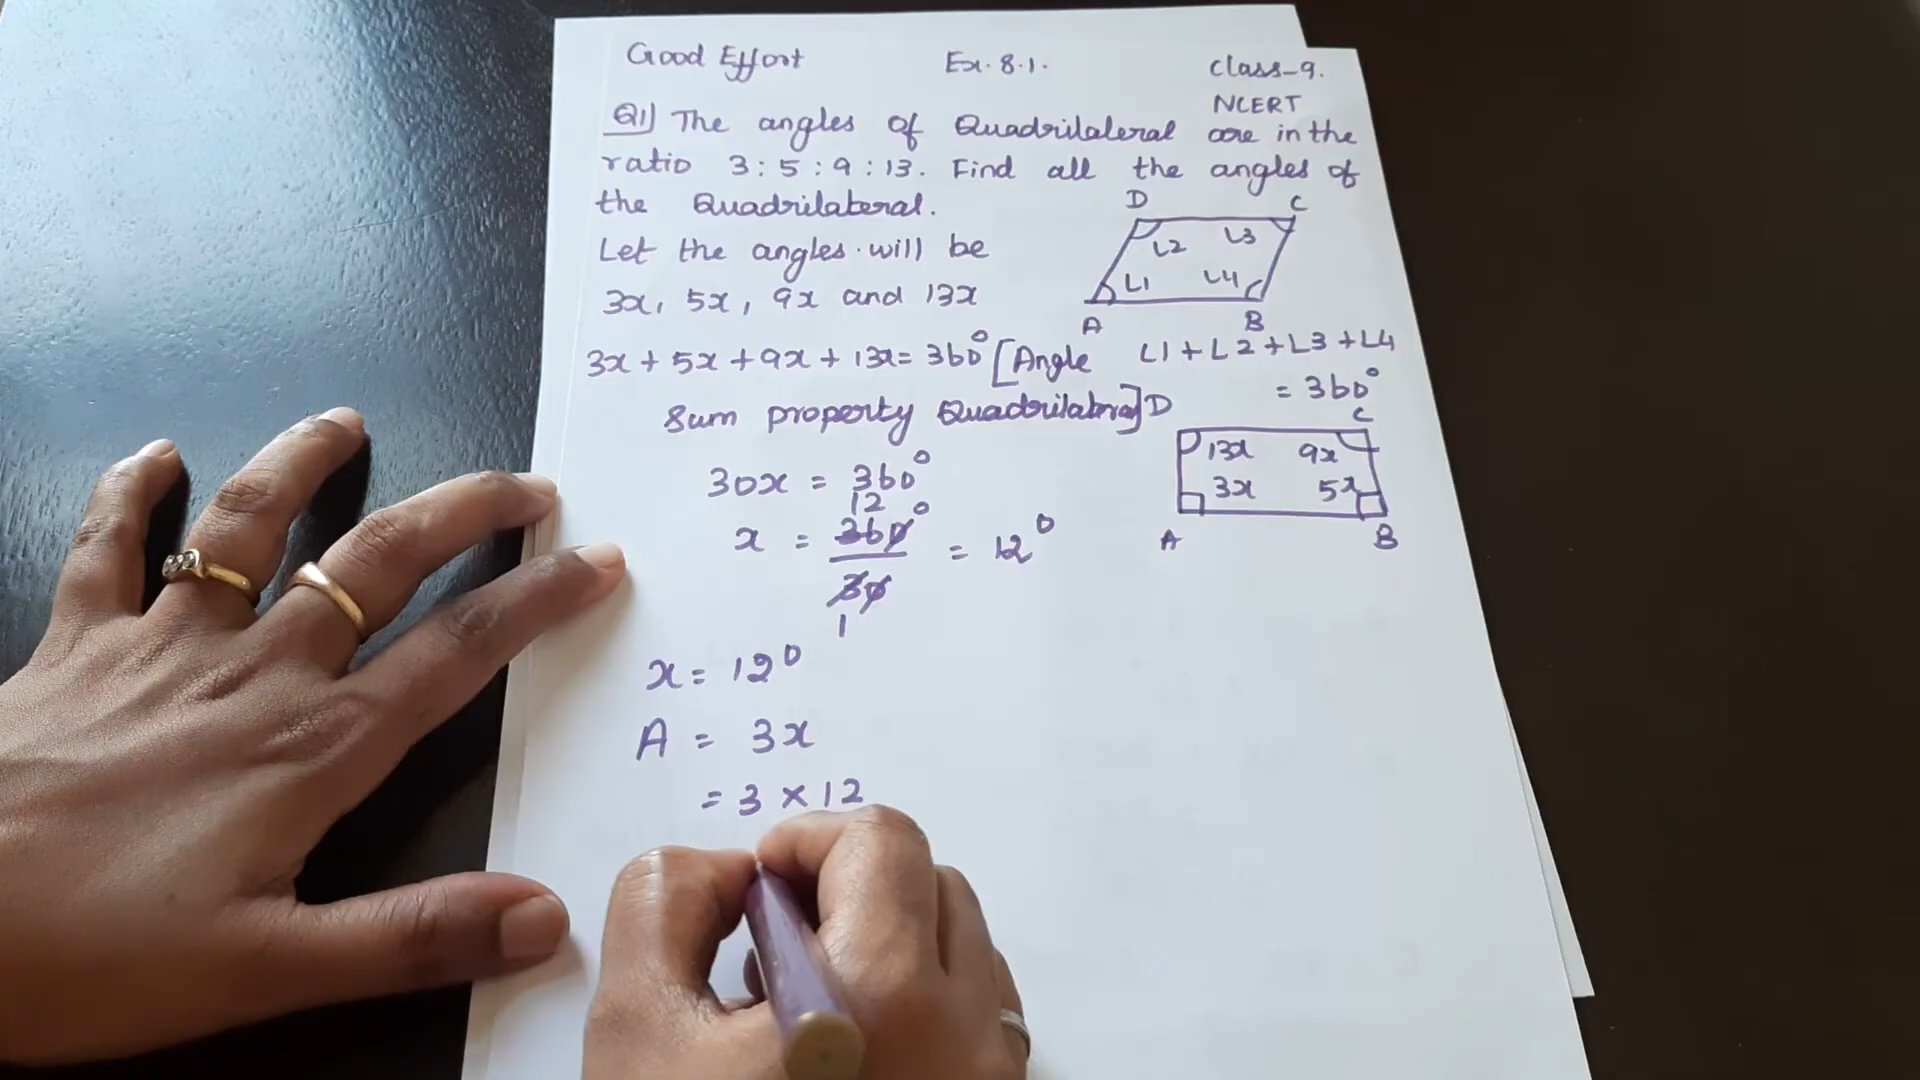 Good Effort Ex. 8.1. Class-9.
NCERT
Q1) The angles of Quadrilateral are in the
ratio 3 : 5 : 9 : 13. Find all the angles of
the Quadrilateral.
D C
Let the angles will be
∠2 ∠3
3x, 5x, 9x and 13x
∠1 ∠4
A B
3x + 5x + 9x + 13x = 360° [Angle
∠1 + ∠2 + ∠3 + ∠4
= 360°
Sum property Quadrilateral]
D C
13x 9x
30x = 360°
3x 5x
A B
12
x = 360° = 12°
30
1
x = 12°
A = 3x
= 3 × 12